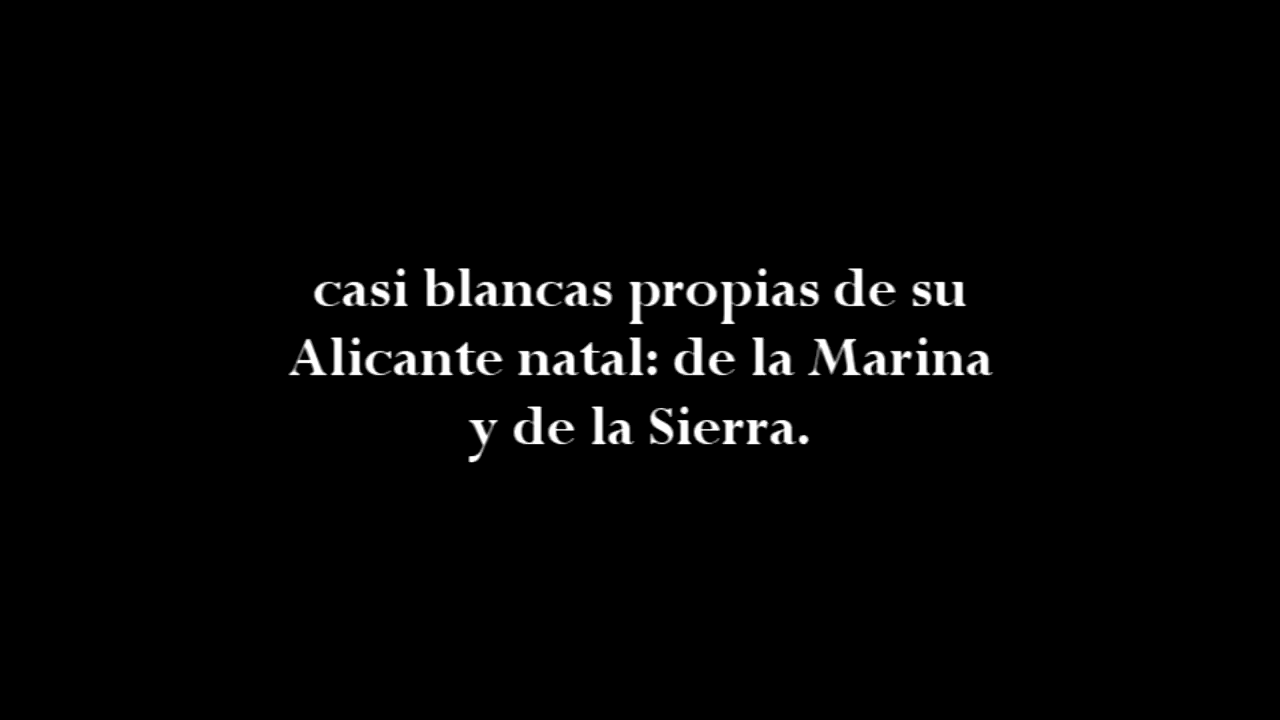 casi blancas propias de su
Alicante natal: de la Marina
y de la Sierra.